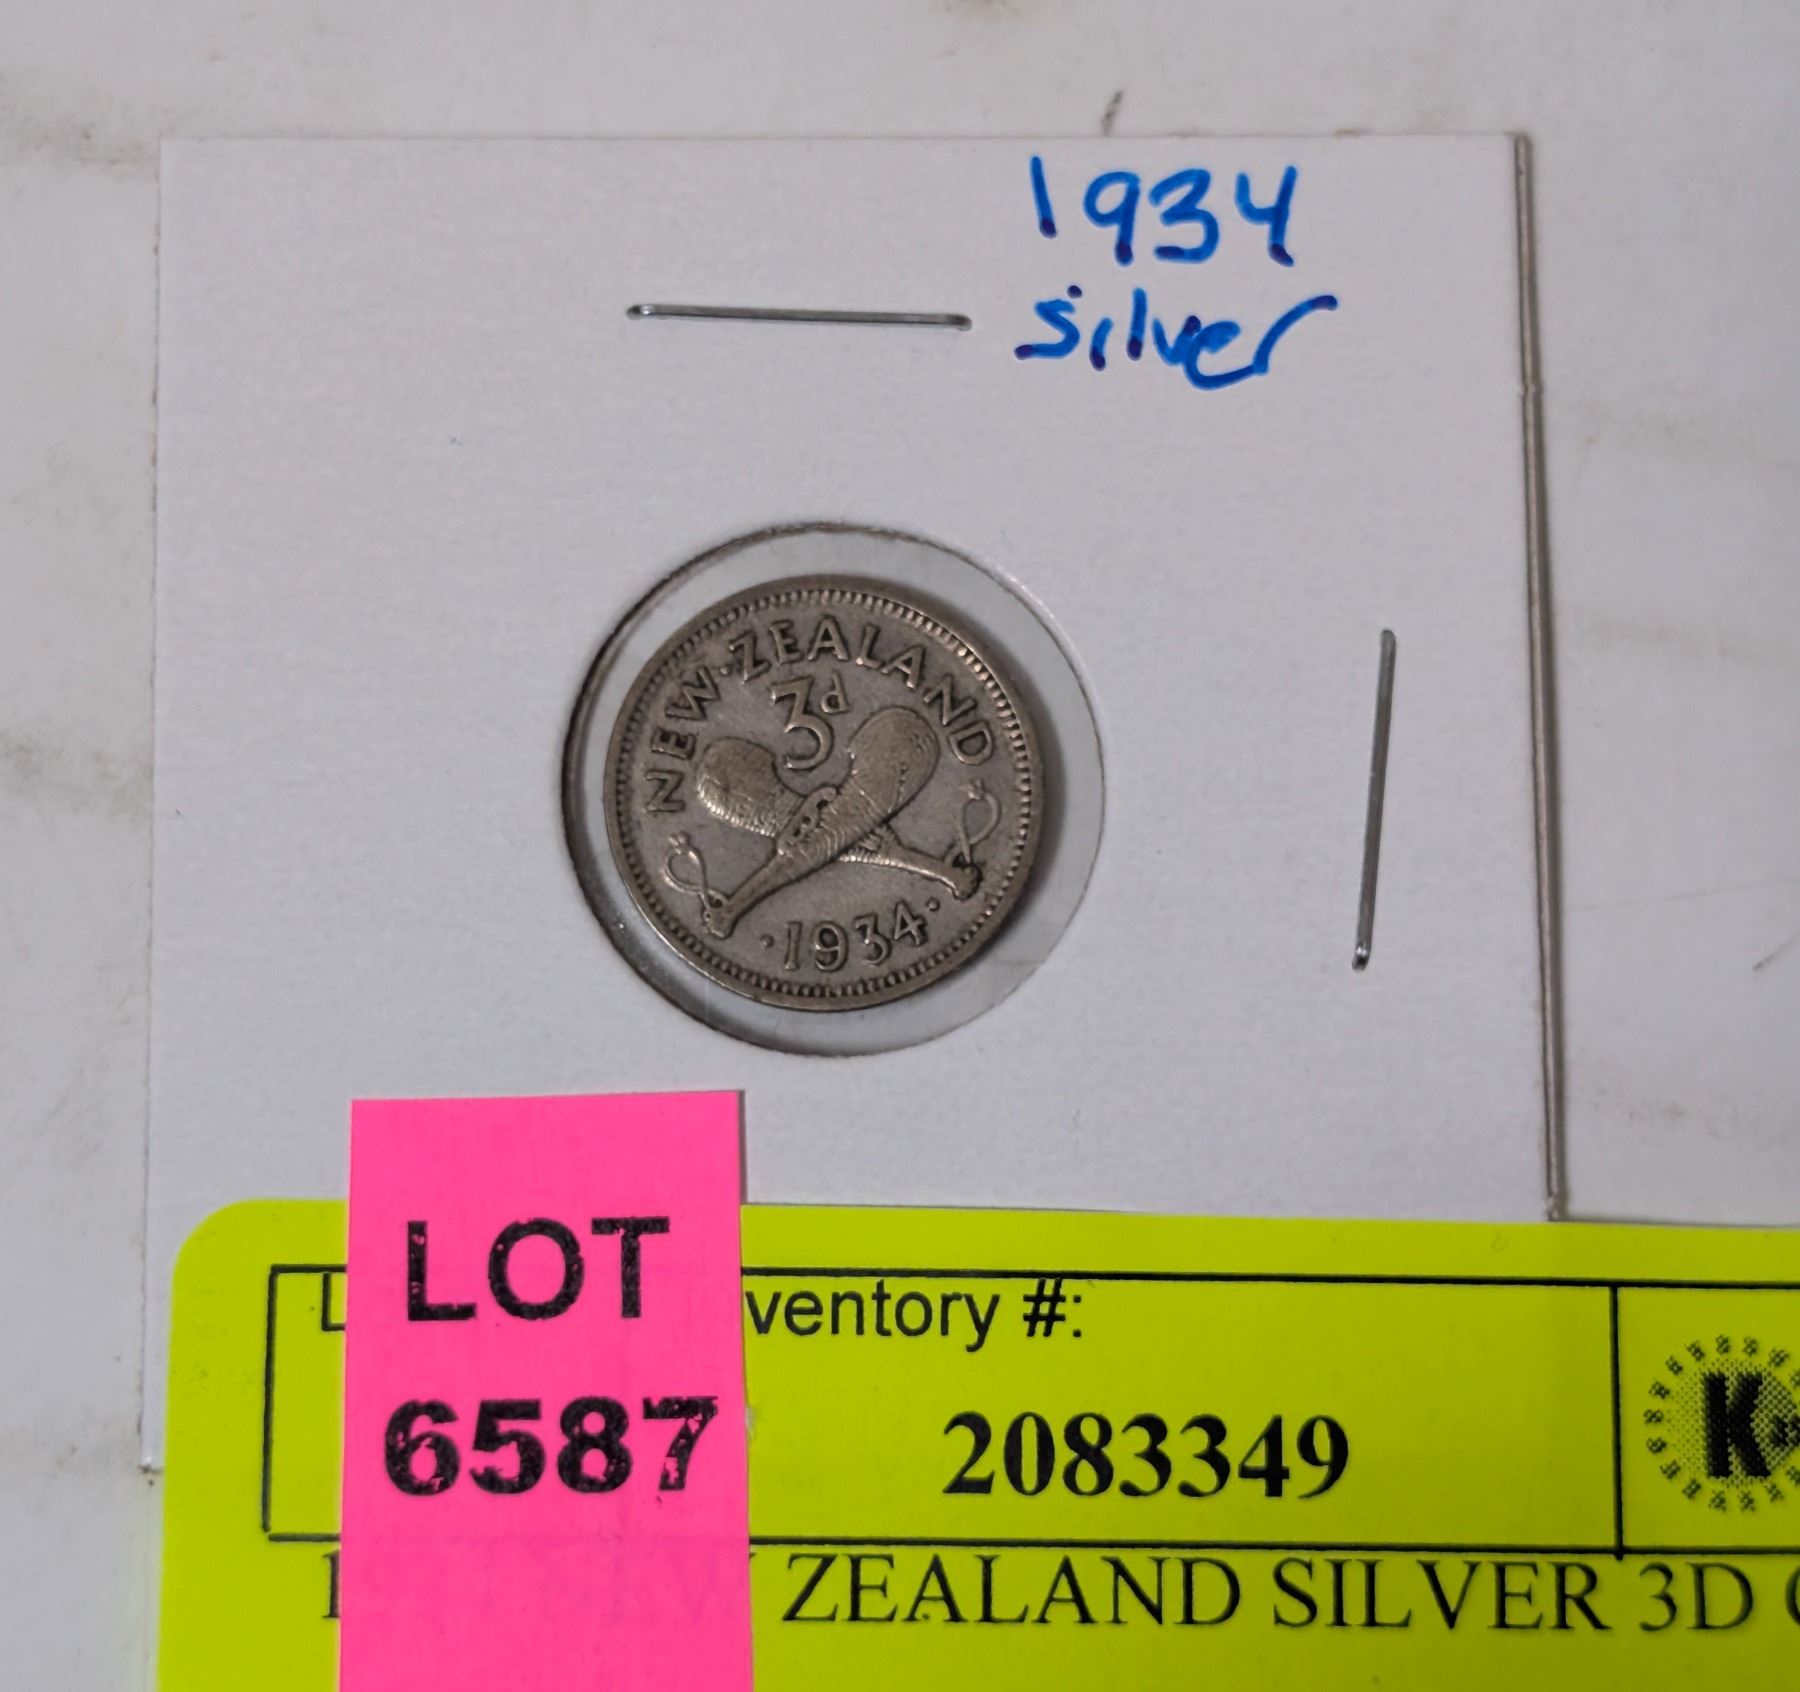 1934
silver
NEW·ZEALAND
3d
·1934·
LOT
6587
ventory #:
2083349
K
ZEALAND SILVER 3D